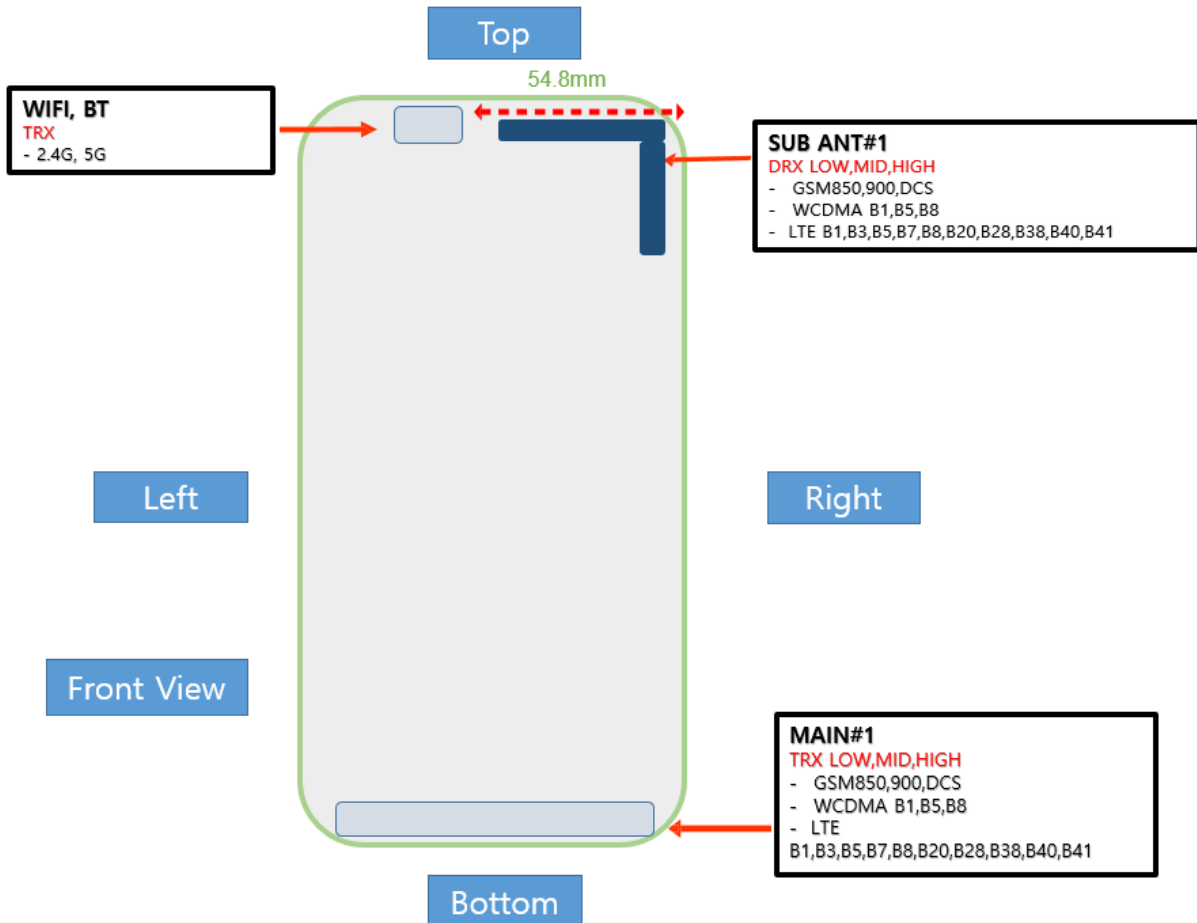 Top
54.8mm
WIFI, BT
TRX
- 2.4G, 5G
SUB ANT#1
DRX LOW,MID,HIGH
- GSM850,900,DCS
- WCDMA B1,B5,B8
- LTE B1,B3,B5,B7,B8,B20,B28,B38,B40,B41
Left
Right
Front View
MAIN#1
TRX LOW,MID,HIGH
- GSM850,900,DCS
- WCDMA B1,B5,B8
- LTE
B1,B3,B5,B7,B8,B20,B28,B38,B40,B41
Bottom